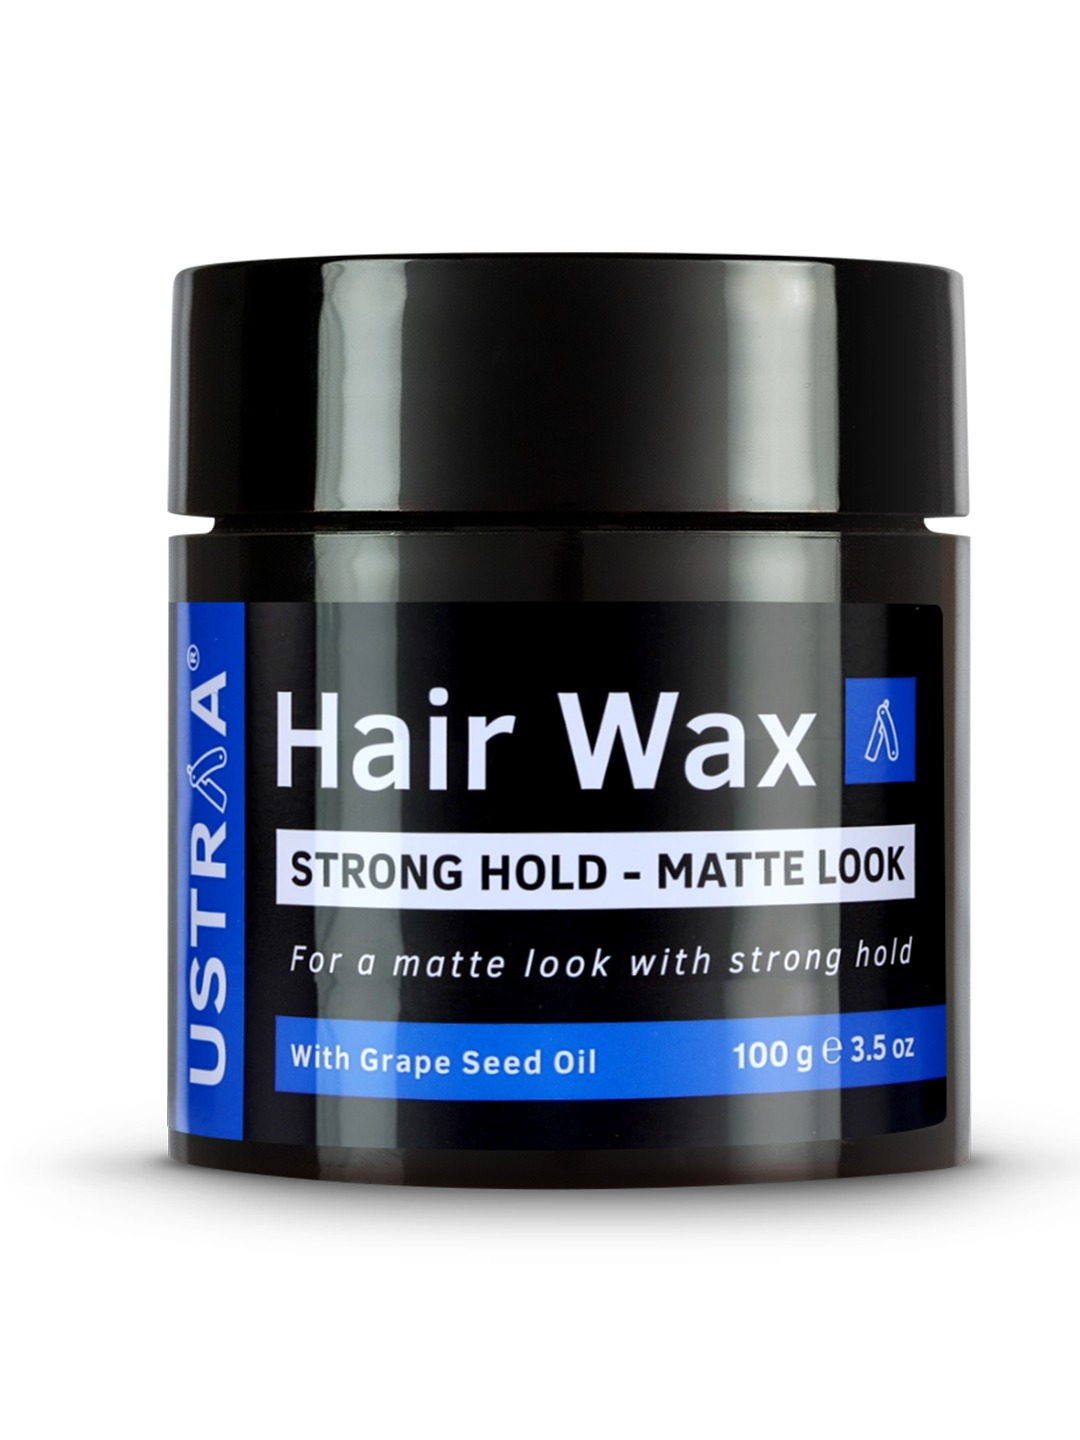 USTRAA®
Hair Wax
STRONG HOLD - MATTE LOOK
For a matte look with strong hold
With Grape Seed Oil
100 g ℮ 3.5 oz